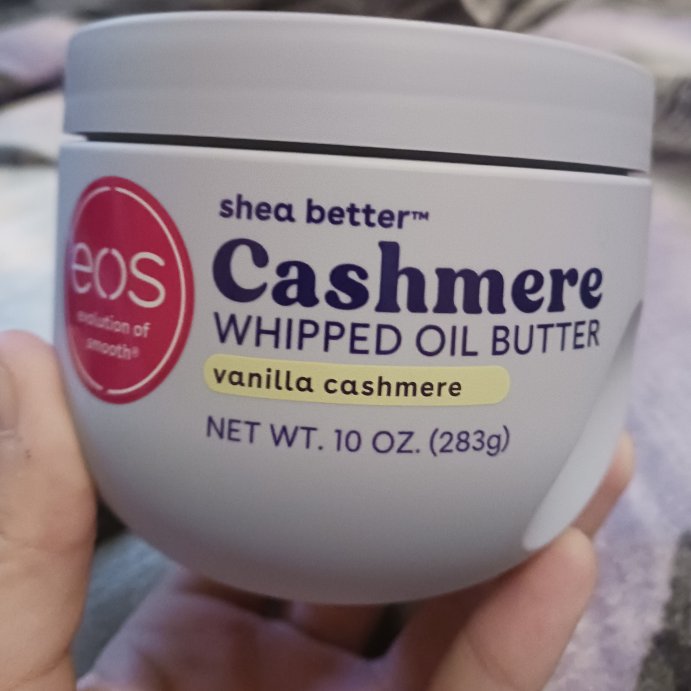 eos
evolution of
smooth®
shea better™
Cashmere
WHIPPED OIL BUTTER
vanilla cashmere
NET WT. 10 OZ. (283g)